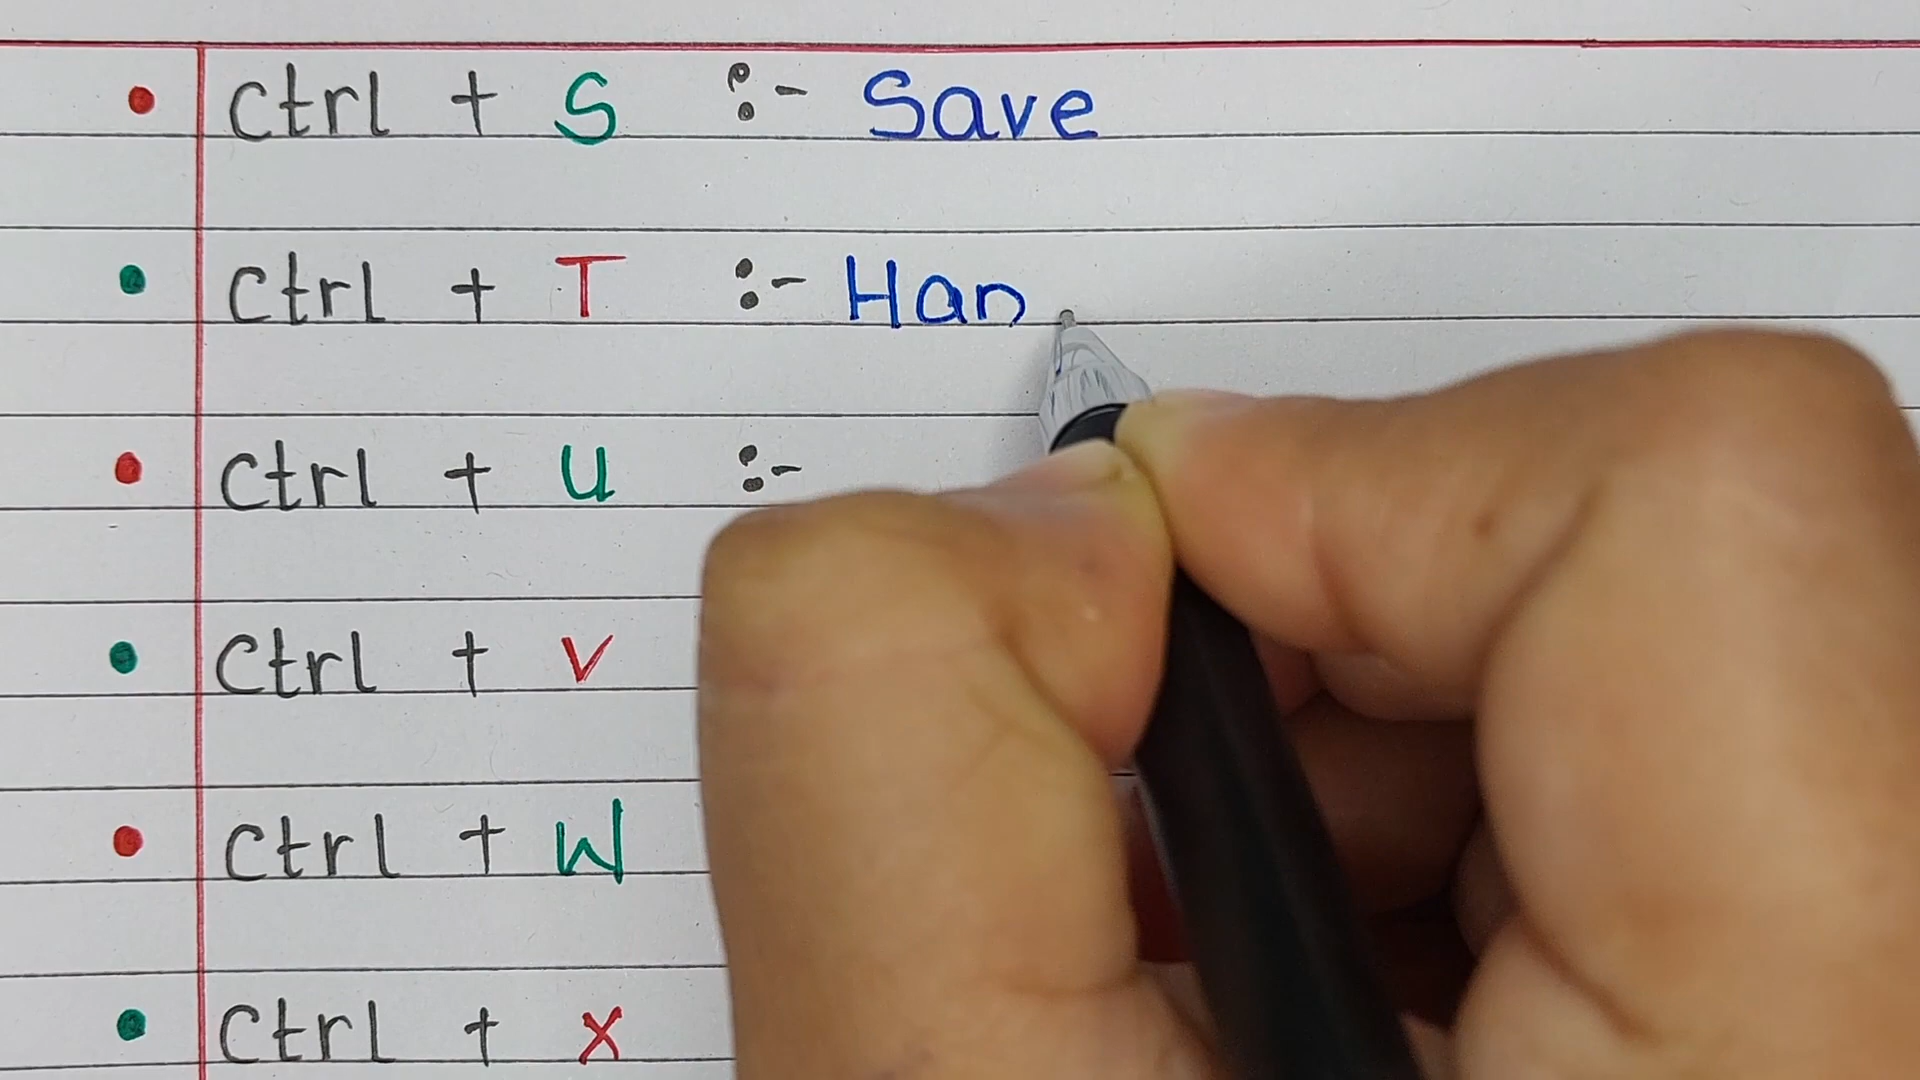 Ctrl + S :- Save
Ctrl + T :- Han
Ctrl + U :-
Ctrl + V
Ctrl + W
Ctrl + X